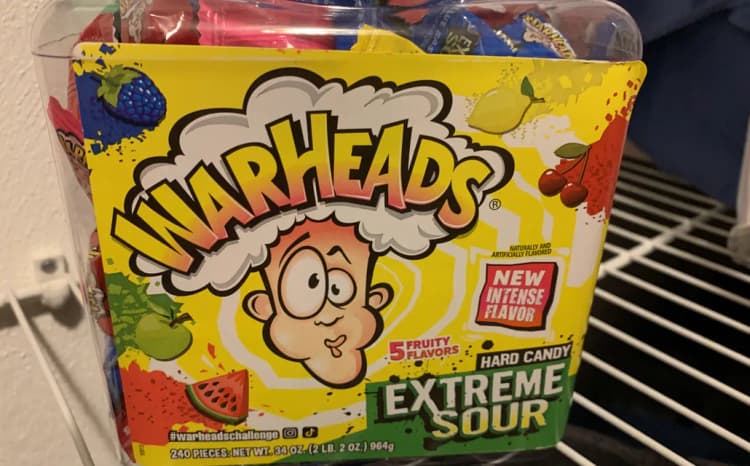 WARHEADS®
NATURALLY AND
ARTIFICIALLY FLAVORED
NEW
INTENSE
FLAVOR
5 FRUITY
FLAVORS
HARD CANDY
EXTREME
SOUR
#warheadschallenge
240 PIECES NET WT. 34 OZ. (2 LB. 2 OZ.) 964g